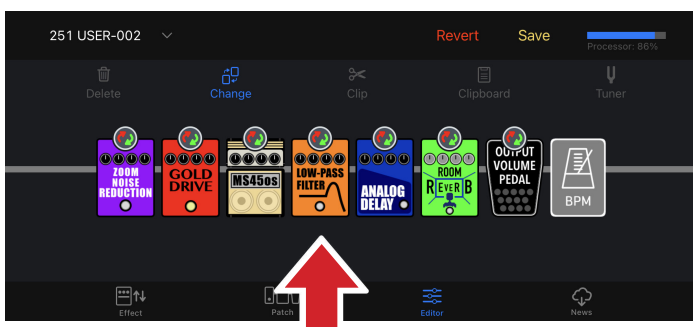 251 USER-002
Revert
Save
Processor: 86%
Delete
Change
Clip
Clipboard
Tuner
ZOOM
NOISE
REDUCTION
GOLD
DRIVE
MS45os
LOW-PASS
FILTER
ANALOG
DELAY
ROOM
REVERB
OUTPUT
VOLUME
PEDAL
BPM
Effect
Patch
Editor
News